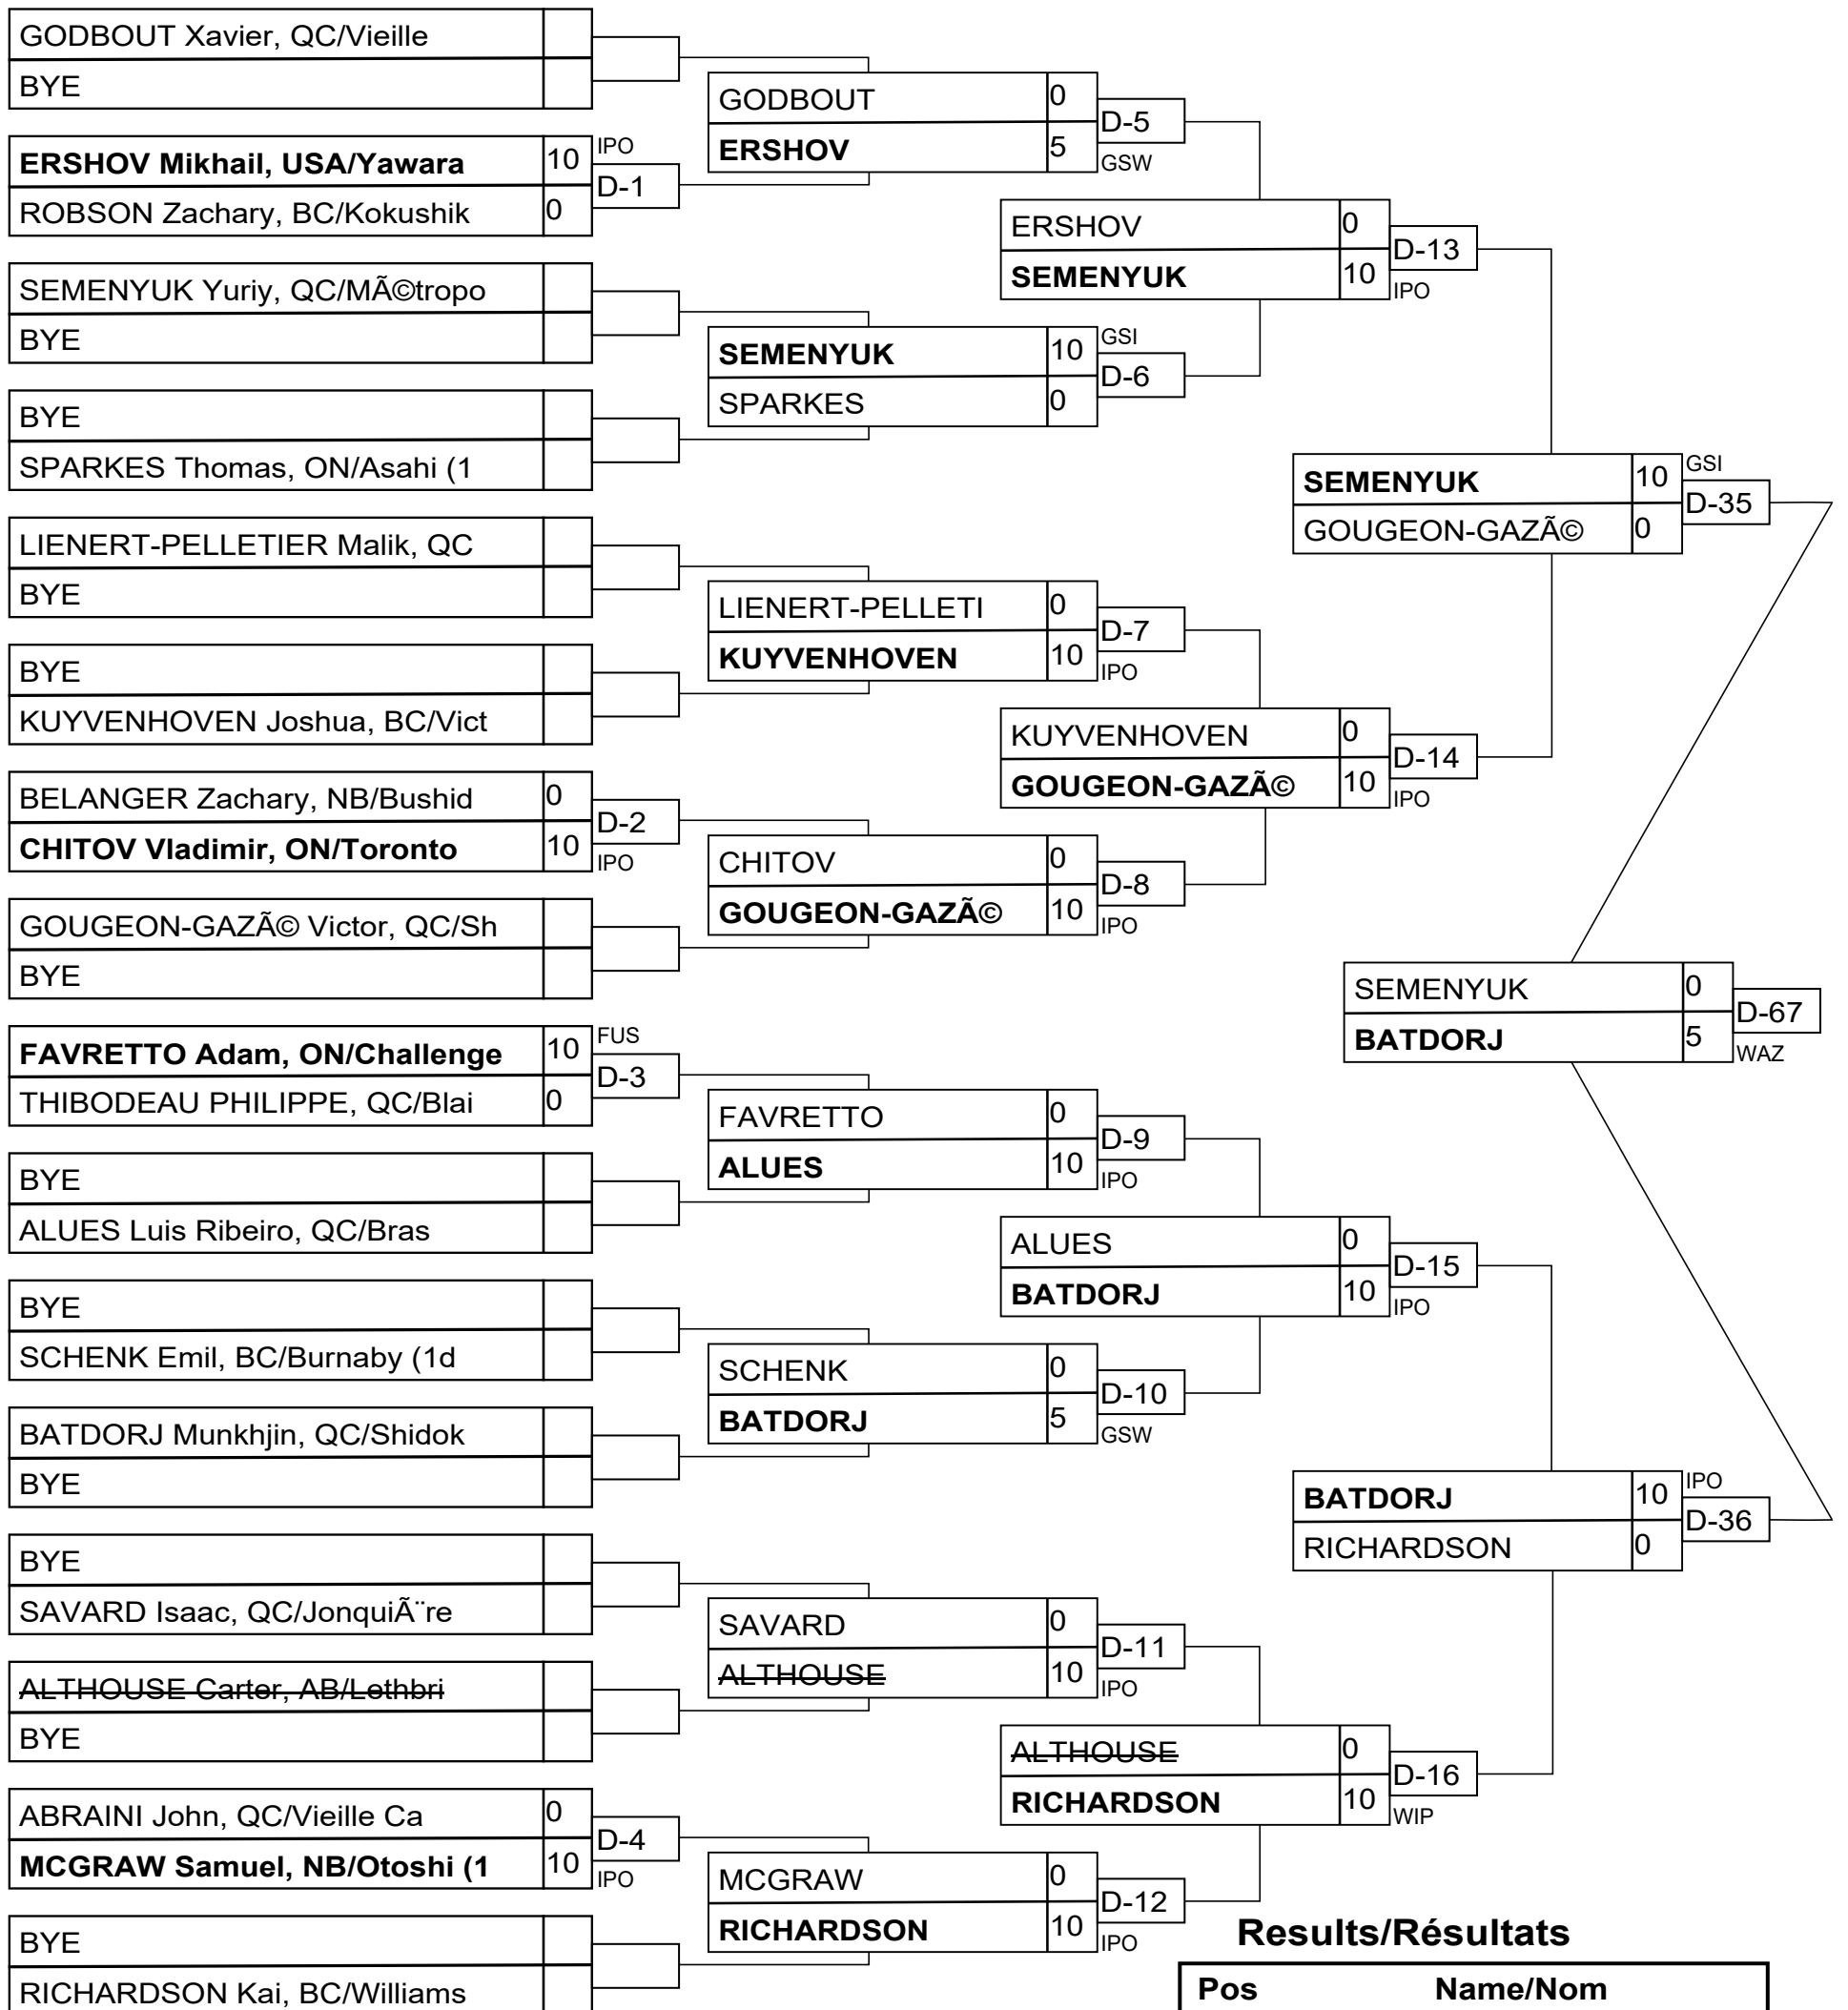 GODBOUT Xavier, QC/Vieille
BYE
ERSHOV Mikhail, USA/Yawara 10 IPO
D-1
ROBSON Zachary, BC/Kokushik 0
SEMENYUK Yuriy, QC/MÃ©tropo
BYE
BYE
SPARKES Thomas, ON/Asahi (1
LIENERT-PELLETIER Malik, QC
BYE
BYE
KUYVENHOVEN Joshua, BC/Vict
BELANGER Zachary, NB/Bushid 0
D-2
CHITOV Vladimir, ON/Toronto 10 IPO
GOUGEON-GAZÃ© Victor, QC/Sh
BYE
FAVRETTO Adam, ON/Challenge 10 FUS
D-3
THIBODEAU PHILIPPE, QC/Blai 0
BYE
ALUES Luis Ribeiro, QC/Bras
BYE
SCHENK Emil, BC/Burnaby (1d
BATDORJ Munkhjin, QC/Shidok
BYE
BYE
SAVARD Isaac, QC/JonquiÃ¨re
ALTHOUSE Carter, AB/Lethbri
BYE
ABRAINI John, QC/Vieille Ca 0
D-4
MCGRAW Samuel, NB/Otoshi (1 10 IPO
BYE
RICHARDSON Kai, BC/Williams
GODBOUT 0
D-5
ERSHOV 5 GSW
SEMENYUK 10 GSI
D-6
SPARKES 0
LIENERT-PELLETI 0
D-7
KUYVENHOVEN 10 IPO
CHITOV 0
D-8
GOUGEON-GAZÃ© 10 IPO
FAVRETTO 0
D-9
ALUES 10 IPO
SCHENK 0
D-10
BATDORJ 5 GSW
SAVARD 0
D-11
ALTHOUSE 10 IPO
MCGRAW 0
D-12
RICHARDSON 10 IPO
ERSHOV 0
D-13
SEMENYUK 10 IPO
KUYVENHOVEN 0
D-14
GOUGEON-GAZÃ© 10 IPO
ALUES 0
D-15
BATDORJ 10 IPO
ALTHOUSE 0
D-16
RICHARDSON 10 WIP
SEMENYUK 10 GSI
D-35
GOUGEON-GAZÃ© 0
BATDORJ 10 IPO
D-36
RICHARDSON 0
SEMENYUK 0
D-67
BATDORJ 5 WAZ
Results/Résultats
Pos Name/Nom